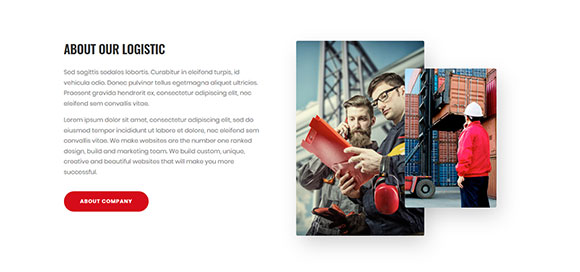 ABOUT OUR LOGISTIC
Sed sagittis sodales lobortis. Curabitur in eleifend turpis, id
vehicula odio. Donec pulvinar tellus egetmagna aliquet ultricies.
Praesent gravida hendrerit ex, consectetur adipiscing elit, nec
eleifend sem convallis vitae.
Lorem ipsum dolor sit amet, consectetur adipiscing elit, sed do
eiusmod tempor incididunt ut labore et dolore, nec eleifend sem
convallis vitae. We make websites are the number one ranked
design, build and marketing team. We build custom, unique,
creative and beautiful websites that will make you more
successful.
ABOUT COMPANY